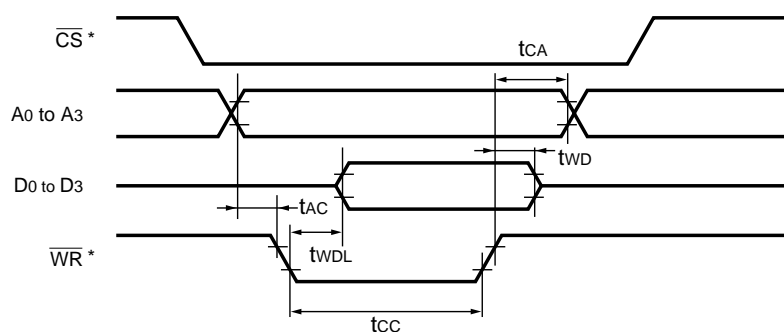 CS *
tCA
A0 to A3
tWD
D0 to D3
tAC
tWDL
WR *
tCC